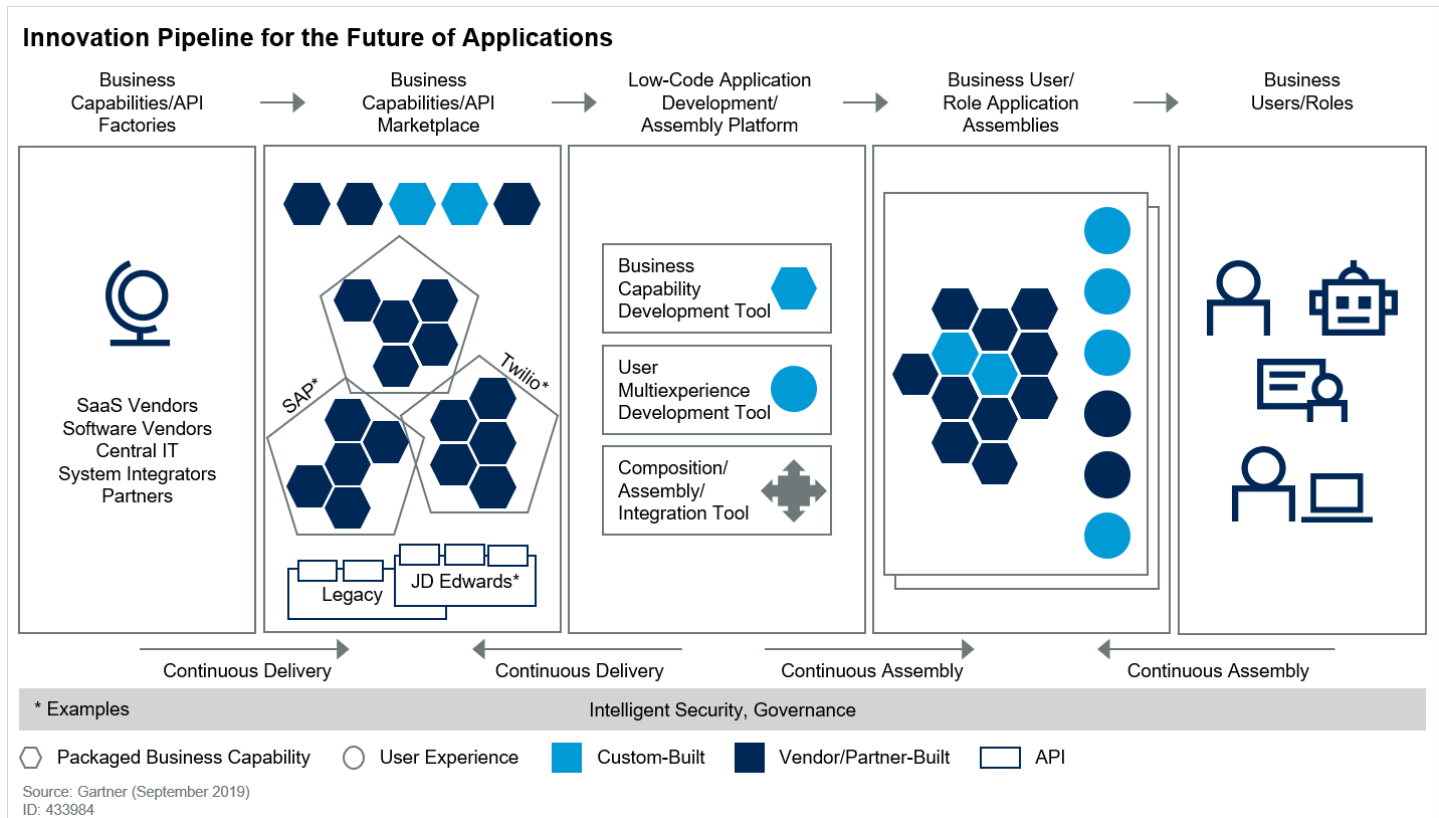 Innovation Pipeline for the Future of Applications
Business
Capabilities/API
Factories
Business
Capabilities/API
Marketplace
Low-Code Application
Development/
Assembly Platform
Business User/
Role Application
Assemblies
Business
Users/Roles
SaaS Vendors
Software Vendors
Central IT
System Integrators
Partners
SAP*
Twilio*
Legacy
JD Edwards*
Business
Capability
Development Tool
User
Multiexperience
Development Tool
Composition/
Assembly/
Integration Tool
Continuous Delivery
Continuous Delivery
Continuous Assembly
Continuous Assembly
* Examples
Intelligent Security, Governance
Packaged Business Capability
User Experience
Custom-Built
Vendor/Partner-Built
API
Source: Gartner (September 2019)
ID: 433984